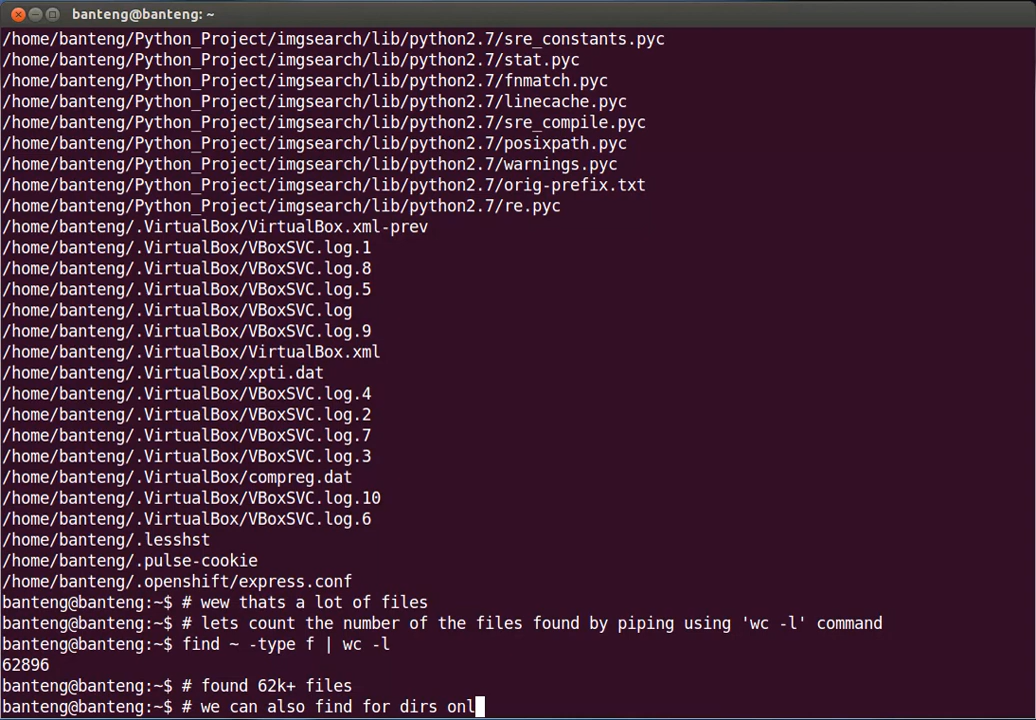 banteng@banteng: ~
/home/banteng/Python_Project/imgsearch/lib/python2.7/sre_constants.pyc
/home/banteng/Python_Project/imgsearch/lib/python2.7/stat.pyc
/home/banteng/Python_Project/imgsearch/lib/python2.7/fnmatch.pyc
/home/banteng/Python_Project/imgsearch/lib/python2.7/linecache.pyc
/home/banteng/Python_Project/imgsearch/lib/python2.7/sre_compile.pyc
/home/banteng/Python_Project/imgsearch/lib/python2.7/posixpath.pyc
/home/banteng/Python_Project/imgsearch/lib/python2.7/warnings.pyc
/home/banteng/Python_Project/imgsearch/lib/python2.7/orig-prefix.txt
/home/banteng/Python_Project/imgsearch/lib/python2.7/re.pyc
/home/banteng/.VirtualBox/VirtualBox.xml-prev
/home/banteng/.VirtualBox/VBoxSVC.log.1
/home/banteng/.VirtualBox/VBoxSVC.log.8
/home/banteng/.VirtualBox/VBoxSVC.log.5
/home/banteng/.VirtualBox/VBoxSVC.log
/home/banteng/.VirtualBox/VBoxSVC.log.9
/home/banteng/.VirtualBox/VirtualBox.xml
/home/banteng/.VirtualBox/xpti.dat
/home/banteng/.VirtualBox/VBoxSVC.log.4
/home/banteng/.VirtualBox/VBoxSVC.log.2
/home/banteng/.VirtualBox/VBoxSVC.log.7
/home/banteng/.VirtualBox/VBoxSVC.log.3
/home/banteng/.VirtualBox/compreg.dat
/home/banteng/.VirtualBox/VBoxSVC.log.10
/home/banteng/.VirtualBox/VBoxSVC.log.6
/home/banteng/.lesshst
/home/banteng/.pulse-cookie
/home/banteng/.openshift/express.conf
banteng@banteng:~$ # wew thats a lot of files
banteng@banteng:~$ # lets count the number of the files found by piping using 'wc -l' command
banteng@banteng:~$ find ~ -type f | wc -l
62896
banteng@banteng:~$ # found 62k+ files
banteng@banteng:~$ # we can also find for dirs onl